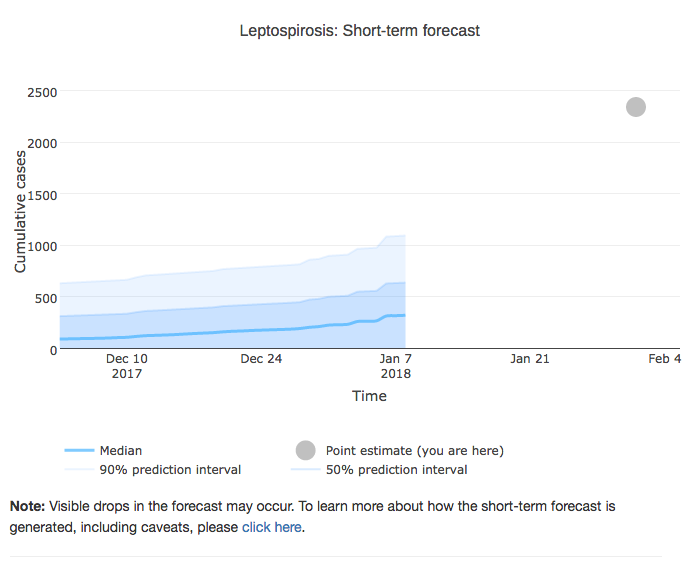 Leptospirosis: Short-term forecast
Cumulative cases
2500
2000
1500
1000
500
0
Dec 10
2017
Dec 24
Jan 7
2018
Jan 21
Feb 4
Time
Median
Point estimate (you are here)
90% prediction interval
50% prediction interval
Note: Visible drops in the forecast may occur. To learn more about how the short-term forecast is
generated, including caveats, please click here.